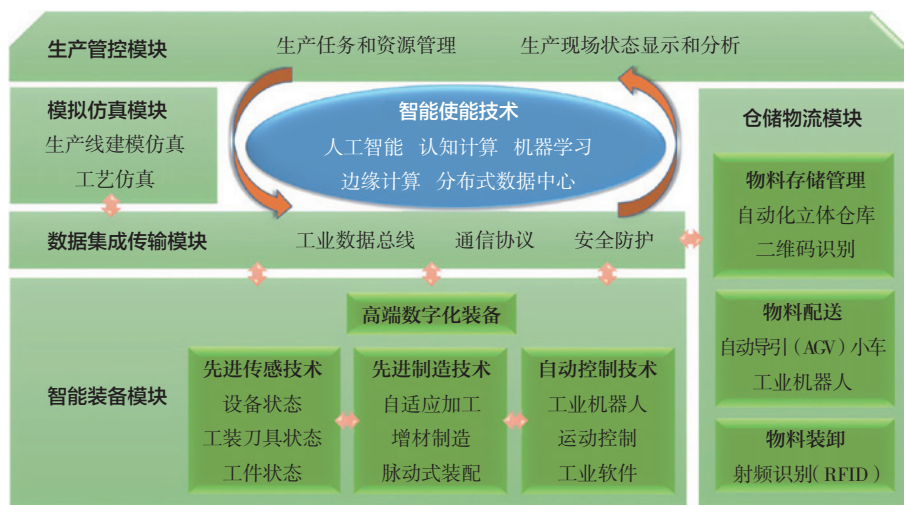 生产管控模块 生产任务和资源管理 生产现场状态显示和分析
模拟仿真模块
生产线建模仿真
工艺仿真
智能使能技术
人工智能 认知计算 机器学习
边缘计算 分布式数据中心
数据集成传输模块 工业数据总线 通信协议 安全防护
智能装备模块
高端数字化装备
先进传感技术
设备状态
工装刀具状态
工件状态
先进制造技术
自适应加工
增材制造
脉动式装配
自动控制技术
工业机器人
运动控制
工业软件
仓储物流模块
物料存储管理
自动化立体仓库
二维码识别
物料配送
自动导引(AGV)小车
工业机器人
物料装卸
射频识别(RFID)